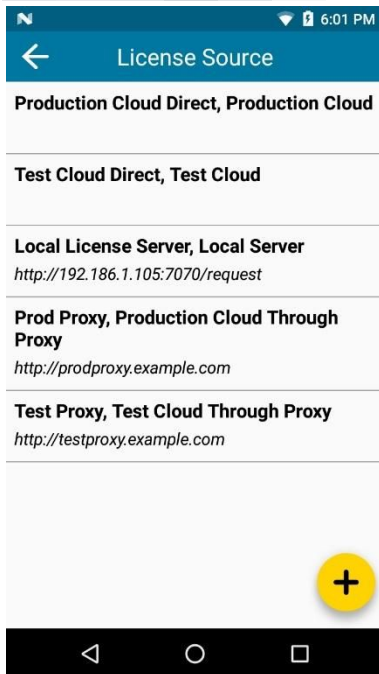 6:01 PM
License Source
Production Cloud Direct, Production Cloud
Test Cloud Direct, Test Cloud
Local License Server, Local Server
http://192.186.1.105:7070/request
Prod Proxy, Production Cloud Through
Proxy
http://prodproxy.example.com
Test Proxy, Test Cloud Through Proxy
http://testproxy.example.com